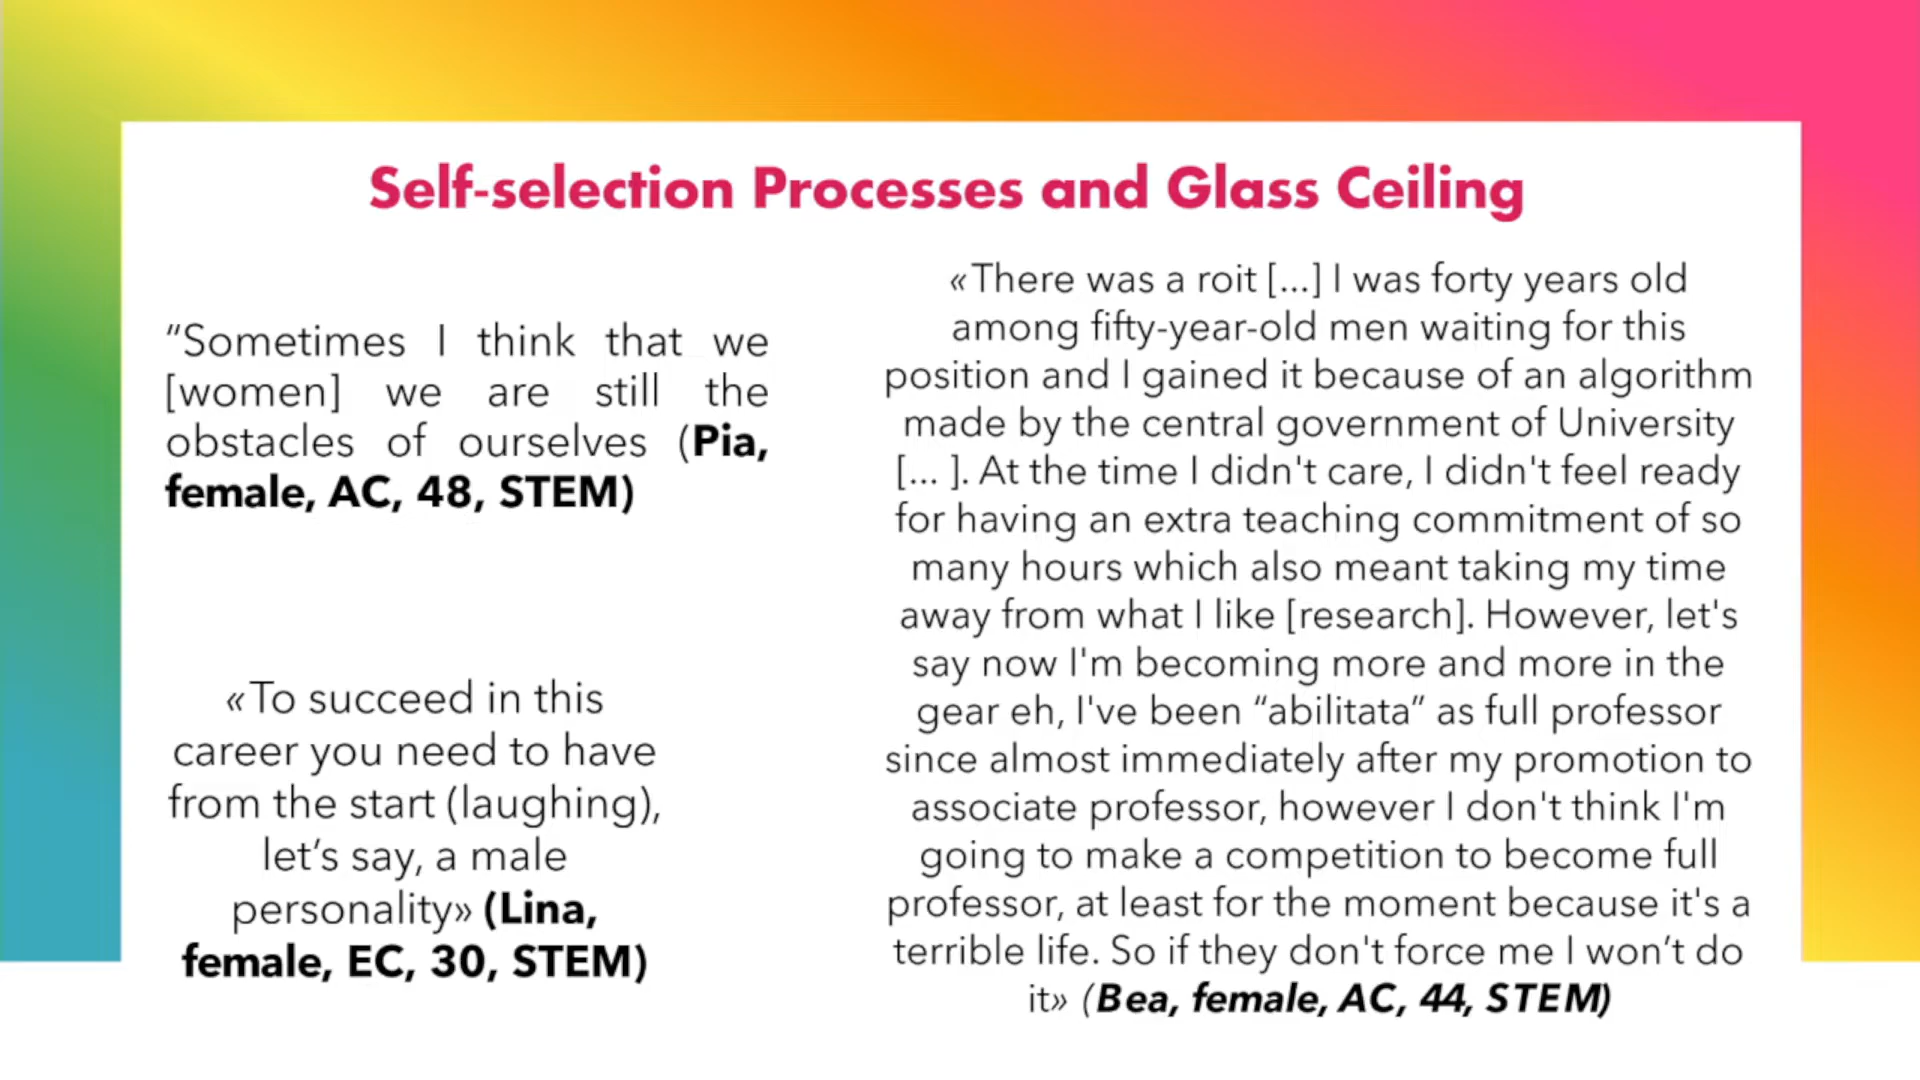 Self-selection Processes and Glass Ceiling
“Sometimes I think that we
[women] we are still the
obstacles of ourselves (Pia,
female, AC, 48, STEM)
«To succeed in this
career you need to have
from the start (laughing),
let’s say, a male
personality» (Lina,
female, EC, 30, STEM)
«There was a roit [...] I was forty years old
among fifty-year-old men waiting for this
position and I gained it because of an algorithm
made by the central government of University
[... ]. At the time I didn't care, I didn't feel ready
for having an extra teaching commitment of so
many hours which also meant taking my time
away from what I like [research]. However, let's
say now I'm becoming more and more in the
gear eh, I've been “abilitata” as full professor
since almost immediately after my promotion to
associate professor, however I don't think I'm
going to make a competition to become full
professor, at least for the moment because it's a
terrible life. So if they don't force me I won’t do
it» (Bea, female, AC, 44, STEM)